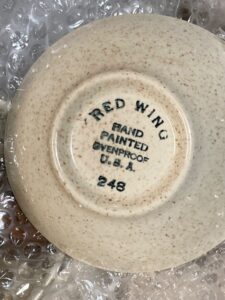 RED WING
HAND
PAINTED
OVENPROOF
U.S.A.
248